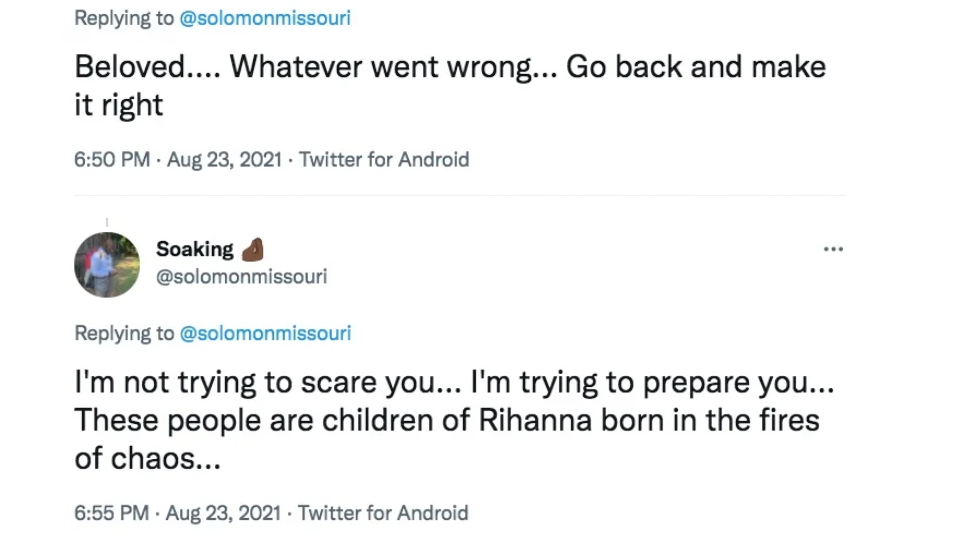 Replying to @solomonmissouri
Beloved.... Whatever went wrong... Go back and make
it right
6:50 PM · Aug 23, 2021 · Twitter for Android
Soaking 🤌🏾
@solomonmissouri
Replying to @solomonmissouri
I'm not trying to scare you... I'm trying to prepare you...
These people are children of Rihanna born in the fires
of chaos...
6:55 PM · Aug 23, 2021 · Twitter for Android